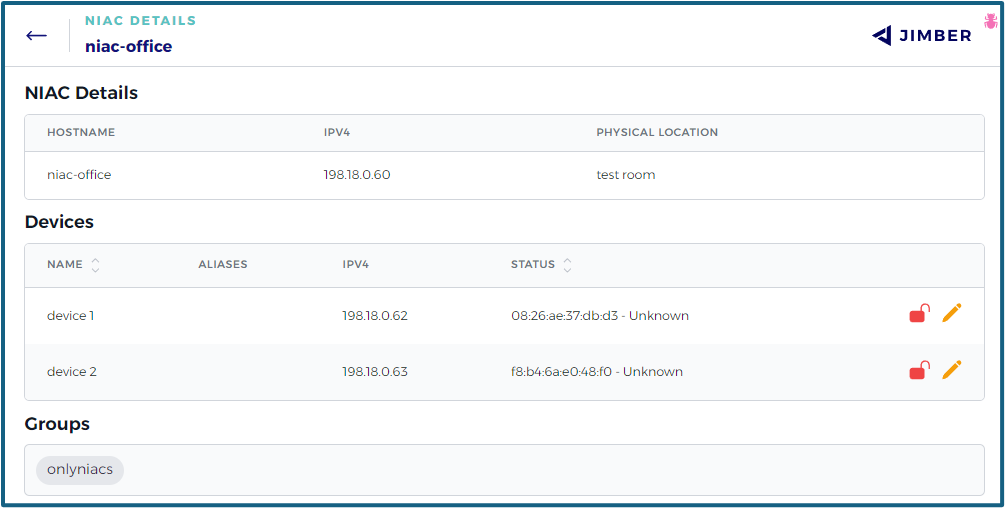 NIAC DETAILS
niac-office
JIMBER
NIAC Details
HOSTNAME IPV4 PHYSICAL LOCATION
niac-office 198.18.0.60 test room
Devices
NAME ALIASES IPV4 STATUS
device 1 198.18.0.62 08:26:ae:37:db:d3 - Unknown
device 2 198.18.0.63 f8:b4:6a:e0:48:f0 - Unknown
Groups
onlyniacs